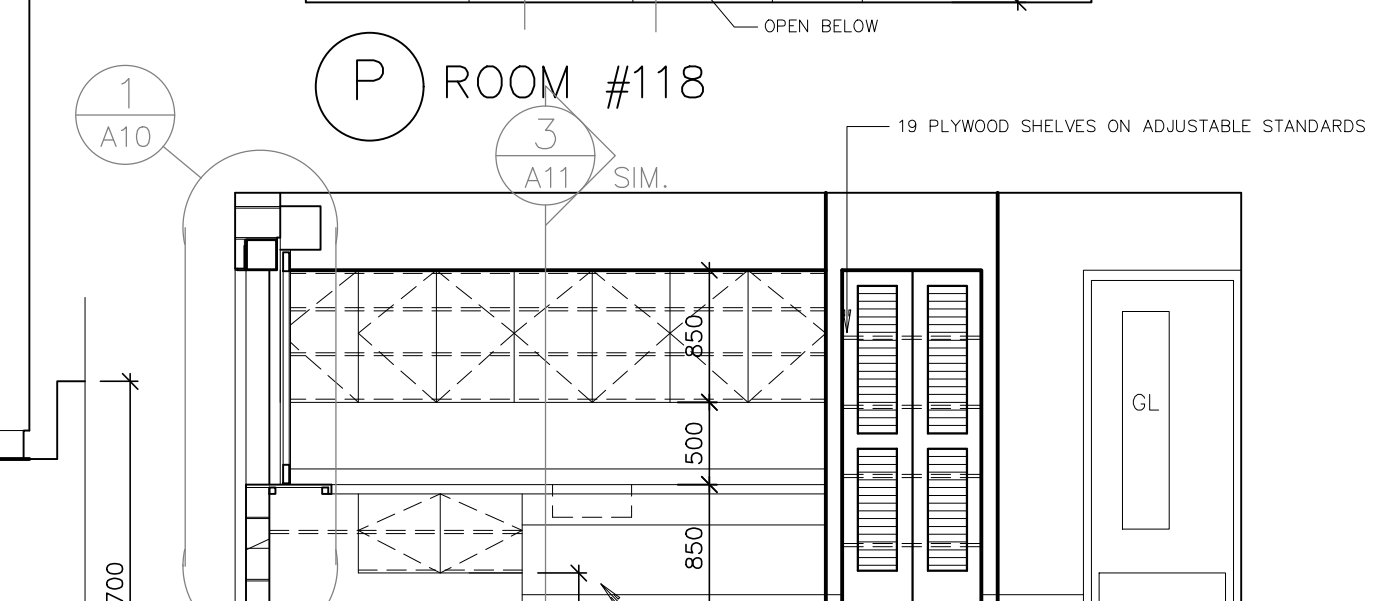 OPEN BELOW
P ROOM #118
1
A10
3
A11 SIM.
19 PLYWOOD SHELVES ON ADJUSTABLE STANDARDS
850
GL
500
850
700